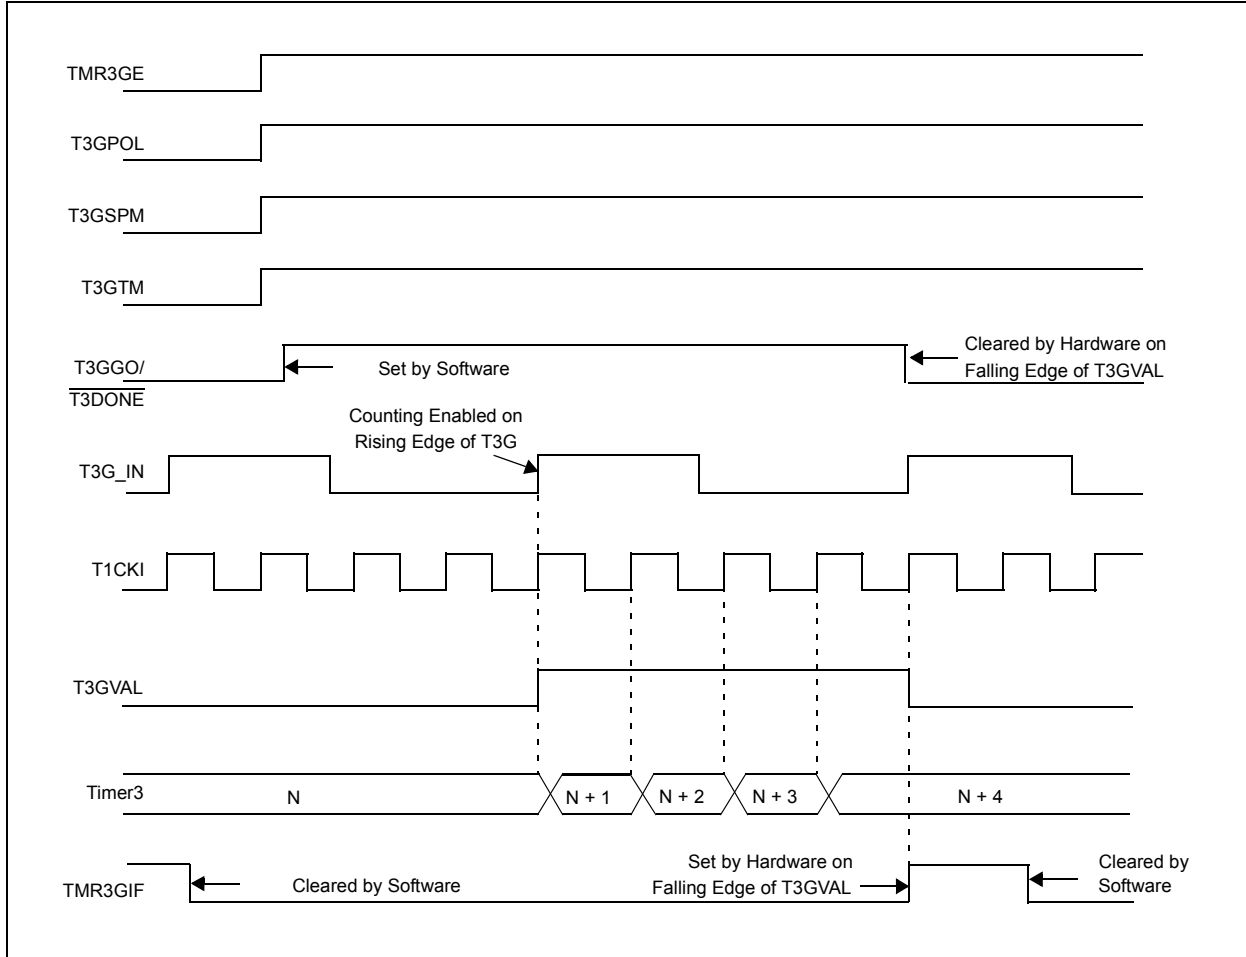 TMR3GE
T3GPOL
T3GSPM
T3GTM
T3GGO/
T3DONE
Set by Software
Cleared by Hardware on
Falling Edge of T3GVAL
Counting Enabled on
Rising Edge of T3G
T3G_IN
T1CKI
T3GVAL
Timer3
N
N + 1
N + 2
N + 3
N + 4
TMR3GIF
Cleared by Software
Set by Hardware on
Falling Edge of T3GVAL
Cleared by
Software